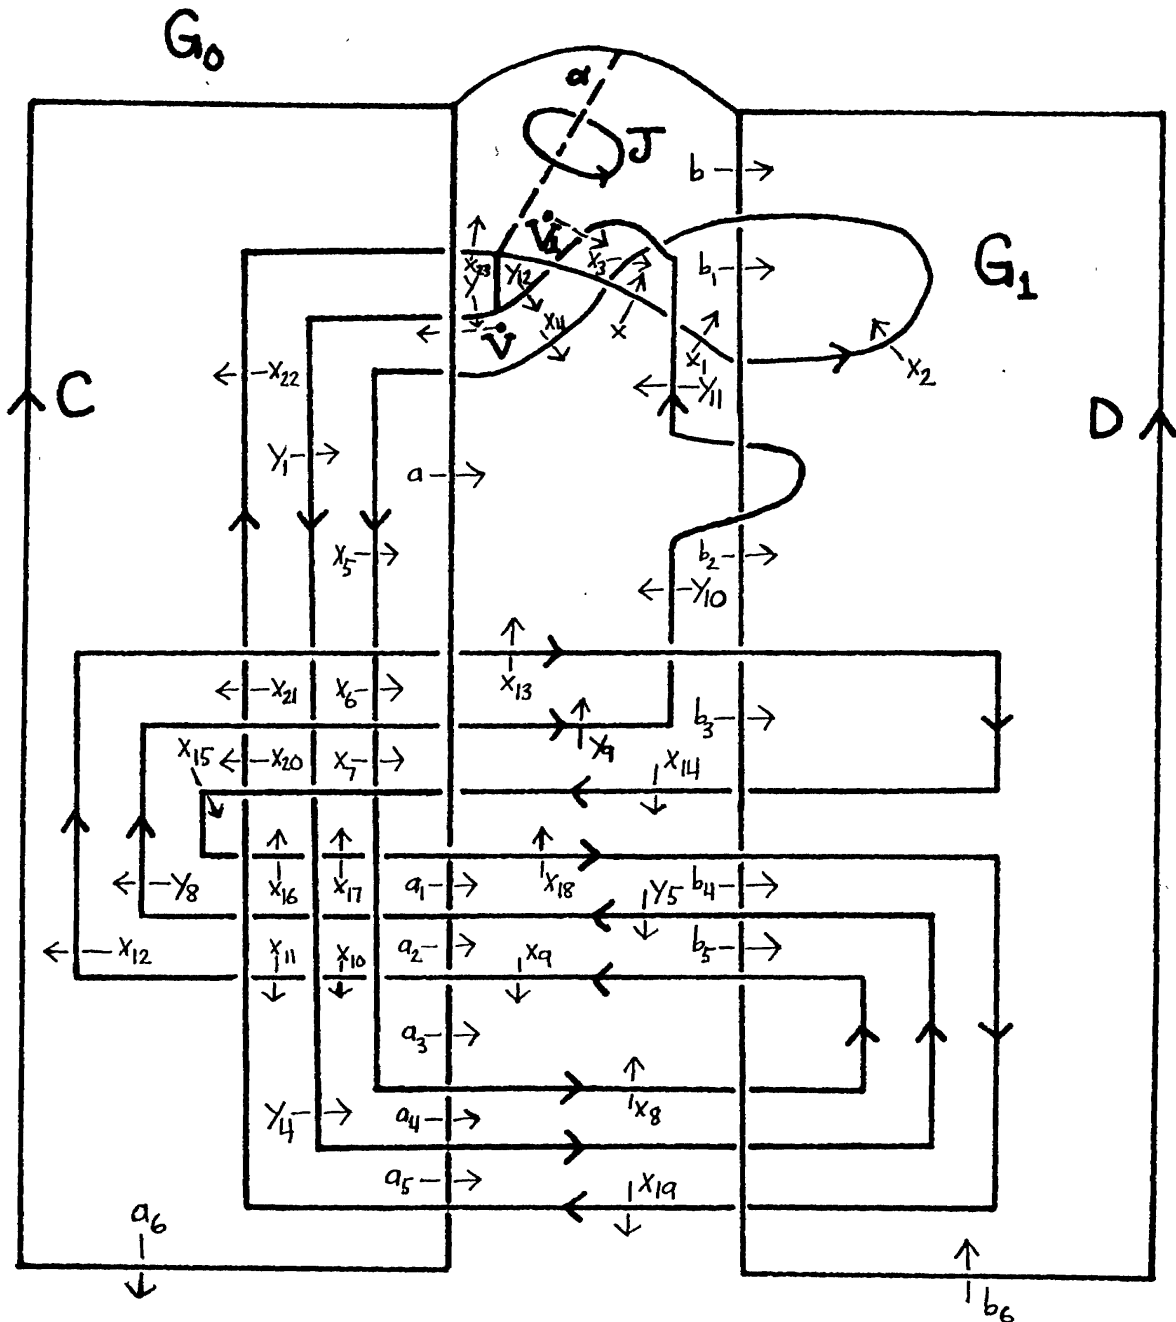 G₀
α
J
b
V₁
x₂₃
y₁₂
x₃
b₁
G₁
y
x₁₄
x
V
x₁
x₂
x₂₂
y₁₁
C
D
y₁
a
x₅
b₂
y₁₀
x₁₃
x₂₁
x₆
b₃
y₉
x₁₅
x₂₀
x₇
x₁₄
y₈
x₁₆
x₁₇
a₁
x₁₈
y₅
b₄
x₁₂
x₁₁
x₁₀
a₂
x₉
b₅
a₃
y₄
a₄
x₈
a₅
x₁₉
a₆
b₆